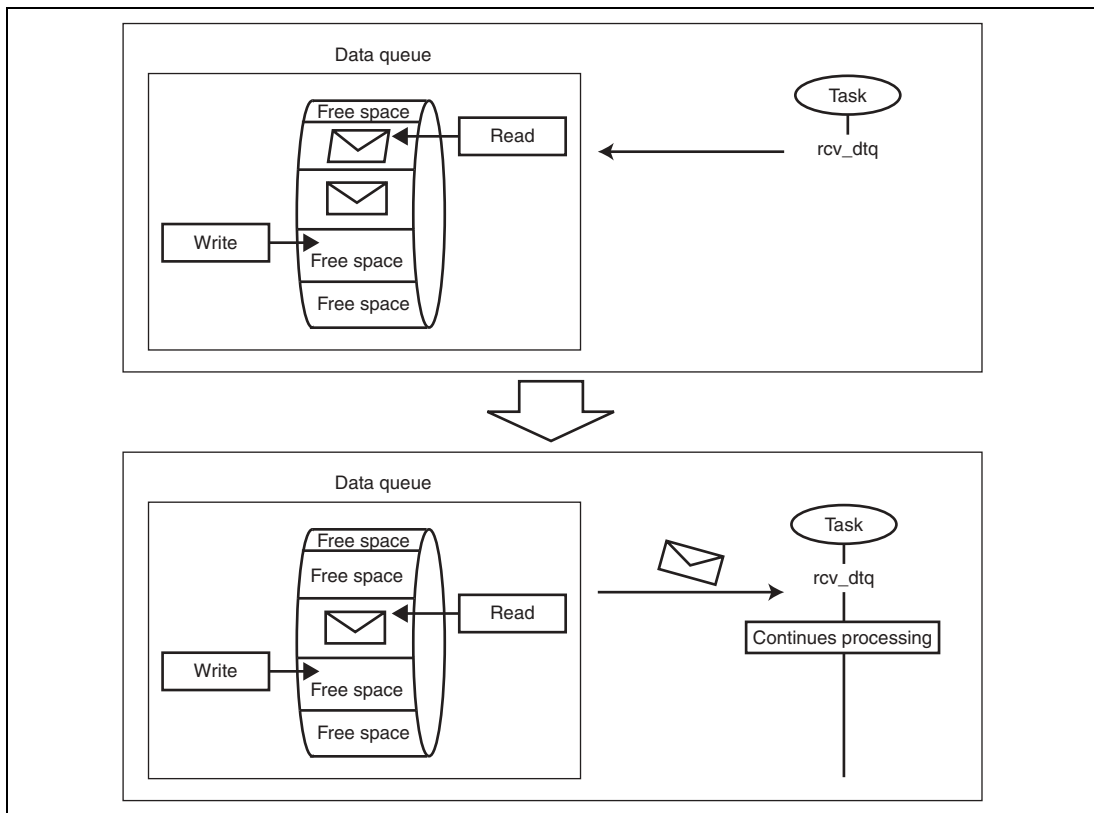 Data queue
Free space
Read
Write
Free space
Free space
Task
rcv_dtq
Data queue
Free space
Free space
Read
Write
Free space
Free space
Task
rcv_dtq
Continues processing